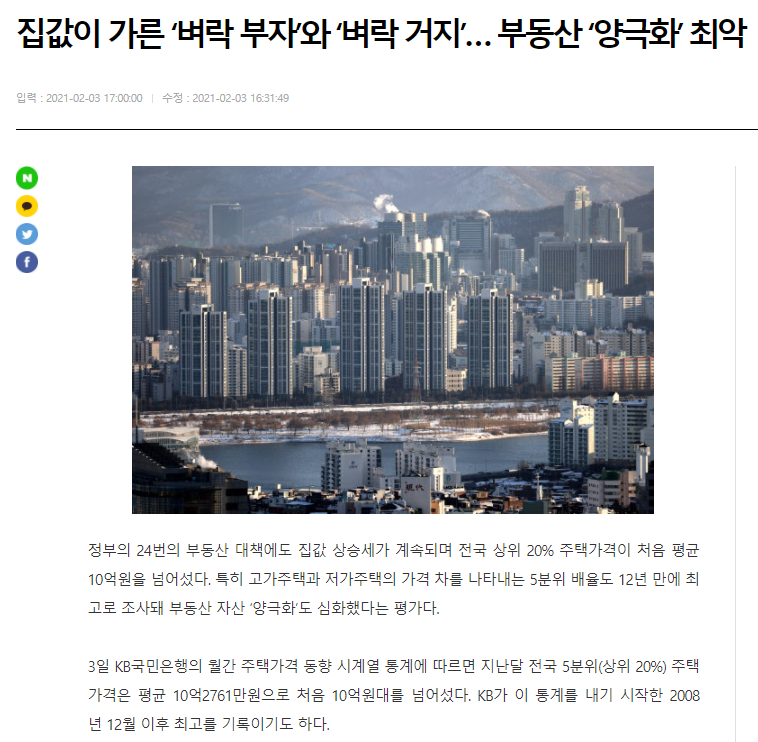 집값이 가른 ‘벼락 부자’와 ‘벼락 거지’… 부동산 ‘양극화’ 최악
입력 : 2021-02-03 17:00:00 | 수정 : 2021-02-03 16:31:49
N
f
現代
정부의 24번의 부동산 대책에도 집값 상승세가 계속되며 전국 상위 20% 주택가격이 처음 평균
10억원을 넘어섰다. 특히 고가주택과 저가주택의 가격 차를 나타내는 5분위 배율도 12년 만에 최
고로 조사돼 부동산 자산 ‘양극화’도 심화했다는 평가다.
3일 KB국민은행의 월간 주택가격 동향 시계열 통계에 따르면 지난달 전국 5분위(상위 20%) 주택
가격은 평균 10억2761만원으로 처음 10억원대를 넘어섰다. KB가 이 통계를 내기 시작한 2008
년 12월 이후 최고를 기록이기도 하다.